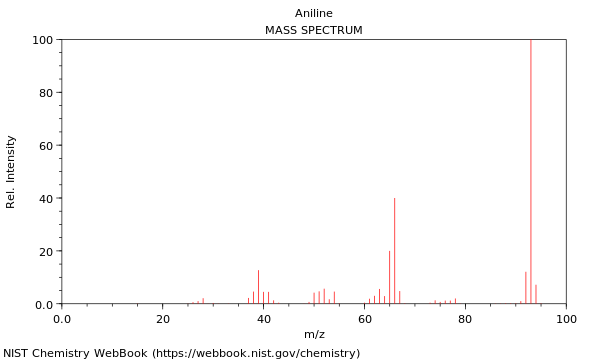 Aniline
MASS SPECTRUM
100
80
60
40
20
0.0
Rel. Intensity
0.0
20
40
60
80
100
m/z
NIST Chemistry WebBook (https://webbook.nist.gov/chemistry)